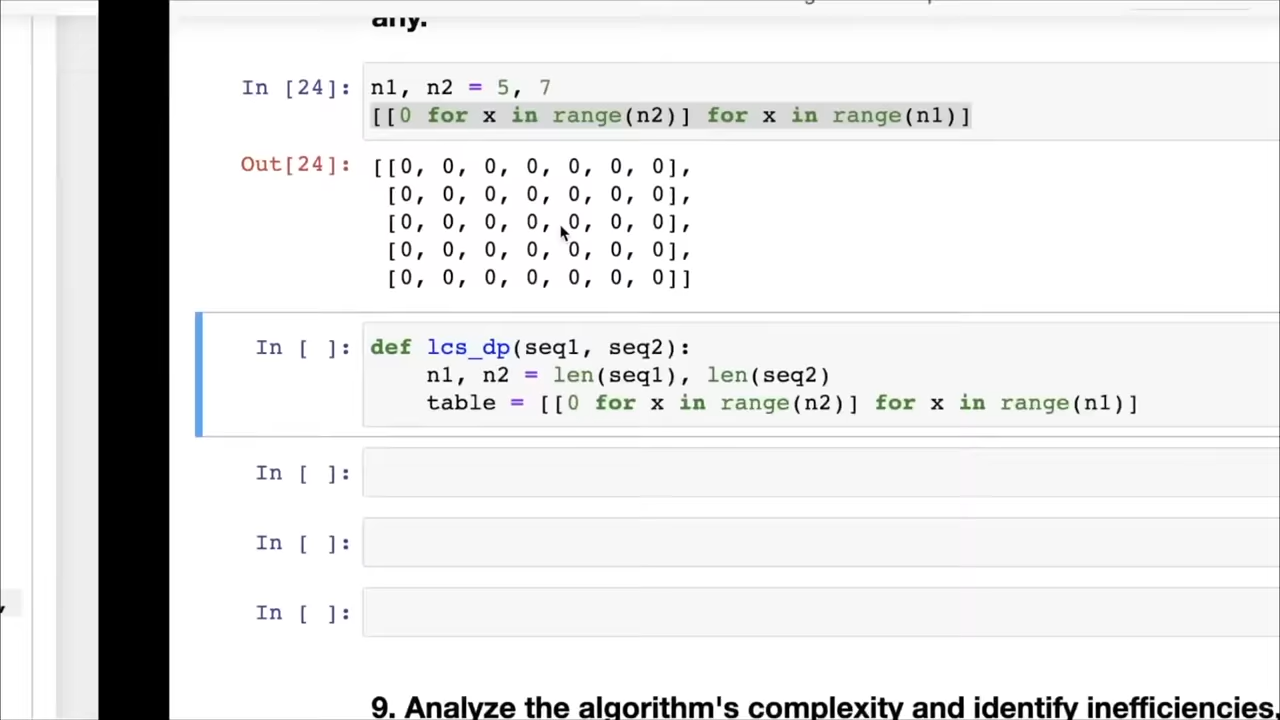 any.
In [24]: n1, n2 = 5, 7
[[0 for x in range(n2)] for x in range(n1)]
Out[24]: [[0, 0, 0, 0, 0, 0, 0],
[0, 0, 0, 0, 0, 0, 0],
[0, 0, 0, 0, 0, 0, 0],
[0, 0, 0, 0, 0, 0, 0],
[0, 0, 0, 0, 0, 0, 0]]
In [ ]: def lcs_dp(seq1, seq2):
n1, n2 = len(seq1), len(seq2)
table = [[0 for x in range(n2)] for x in range(n1)]
In [ ]:
In [ ]:
In [ ]:
9. Analyze the algorithm's complexity and identify inefficiencies,